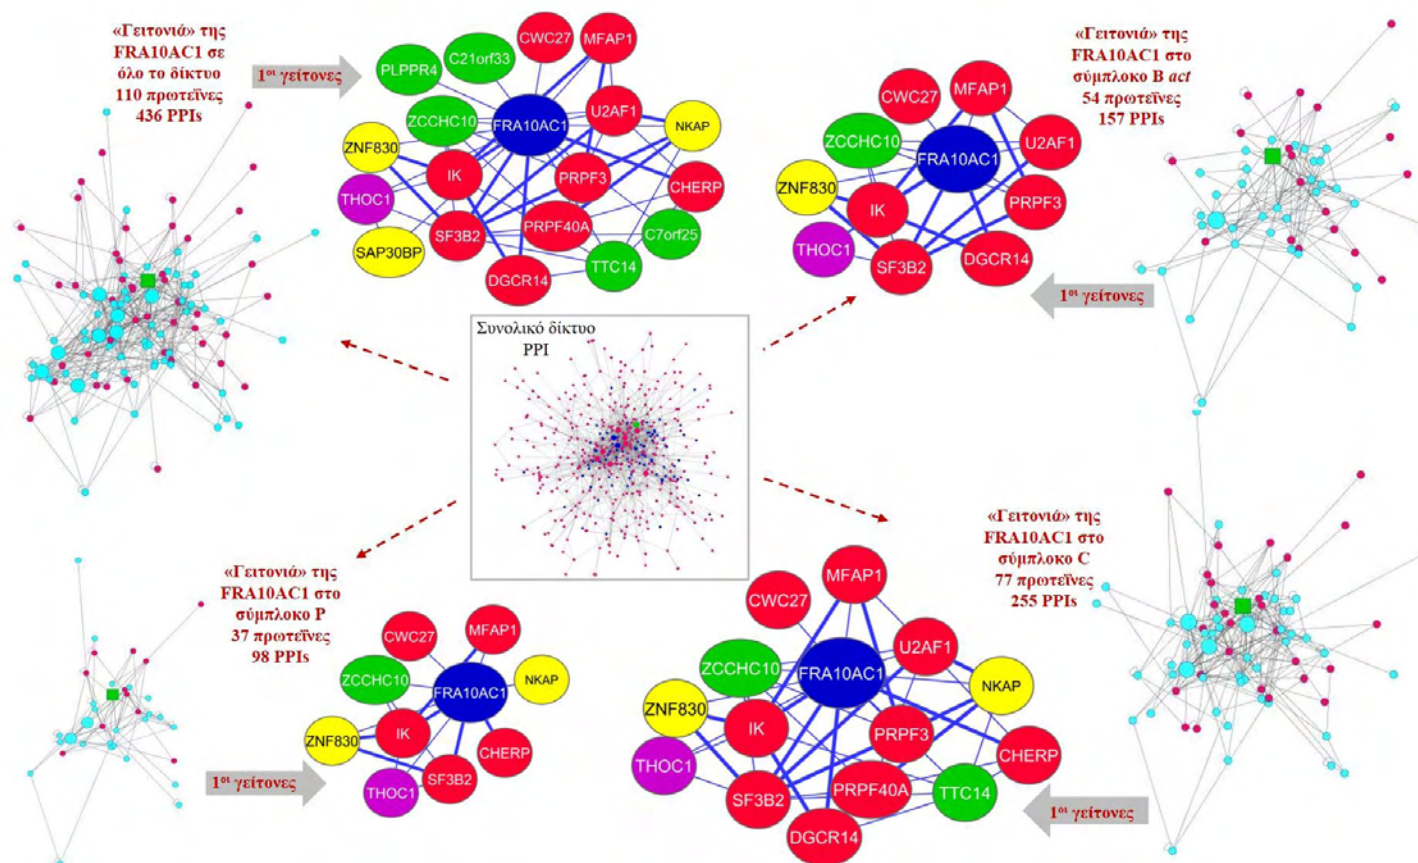 «Γειτονιά» της
FRA10AC1 σε
όλο το δίκτυο
110 πρωτεΐνες
436 PPIs
1οι γείτονες
CWC27
MFAP1
C21orf33
PLPPR4
U2AF1
ZCCHC10
FRA10AC1
NKAP
ZNF830
IK
PRPF3
CHERP
THOC1
SF3B2
PRPF40A
C7orf25
SAP30BP
TTC14
DGCR14
«Γειτονιά» της
FRA10AC1 στο
σύμπλοκο B act
54 πρωτεΐνες
157 PPIs
MFAP1
CWC27
ZCCHC10
U2AF1
FRA10AC1
ZNF830
IK
PRPF3
THOC1
SF3B2
DGCR14
1οι γείτονες
Συνολικό δίκτυο
PPI
«Γειτονιά» της
FRA10AC1 στο
σύμπλοκο P
37 πρωτεΐνες
98 PPIs
1οι γείτονες
CWC27
MFAP1
ZCCHC10
FRA10AC1
NKAP
ZNF830
IK
CHERP
SF3B2
THOC1
«Γειτονιά» της
FRA10AC1 στο
σύμπλοκο C
77 πρωτεΐνες
255 PPIs
MFAP1
CWC27
U2AF1
ZCCHC10
FRA10AC1
NKAP
ZNF830
IK
PRPF3
CHERP
THOC1
SF3B2
PRPF40A
TTC14
DGCR14
1οι γείτονες